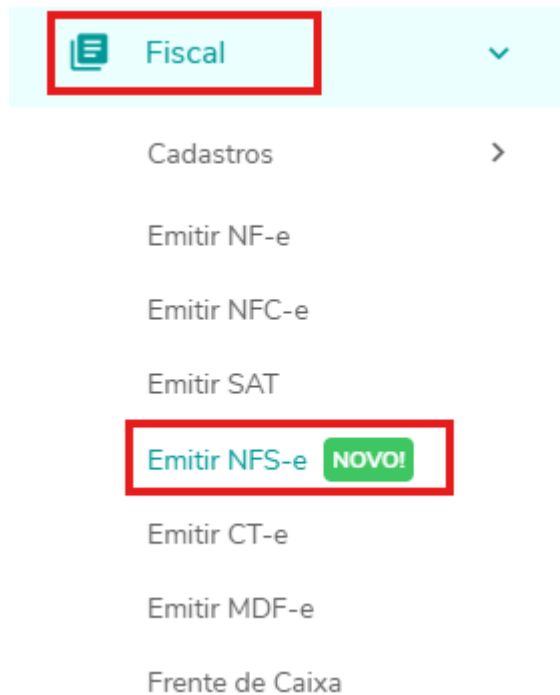 Fiscal
Cadastros
Emitir NF-e
Emitir NFC-e
Emitir SAT
Emitir NFS-e NOVO!
Emitir CT-e
Emitir MDF-e
Frente de Caixa